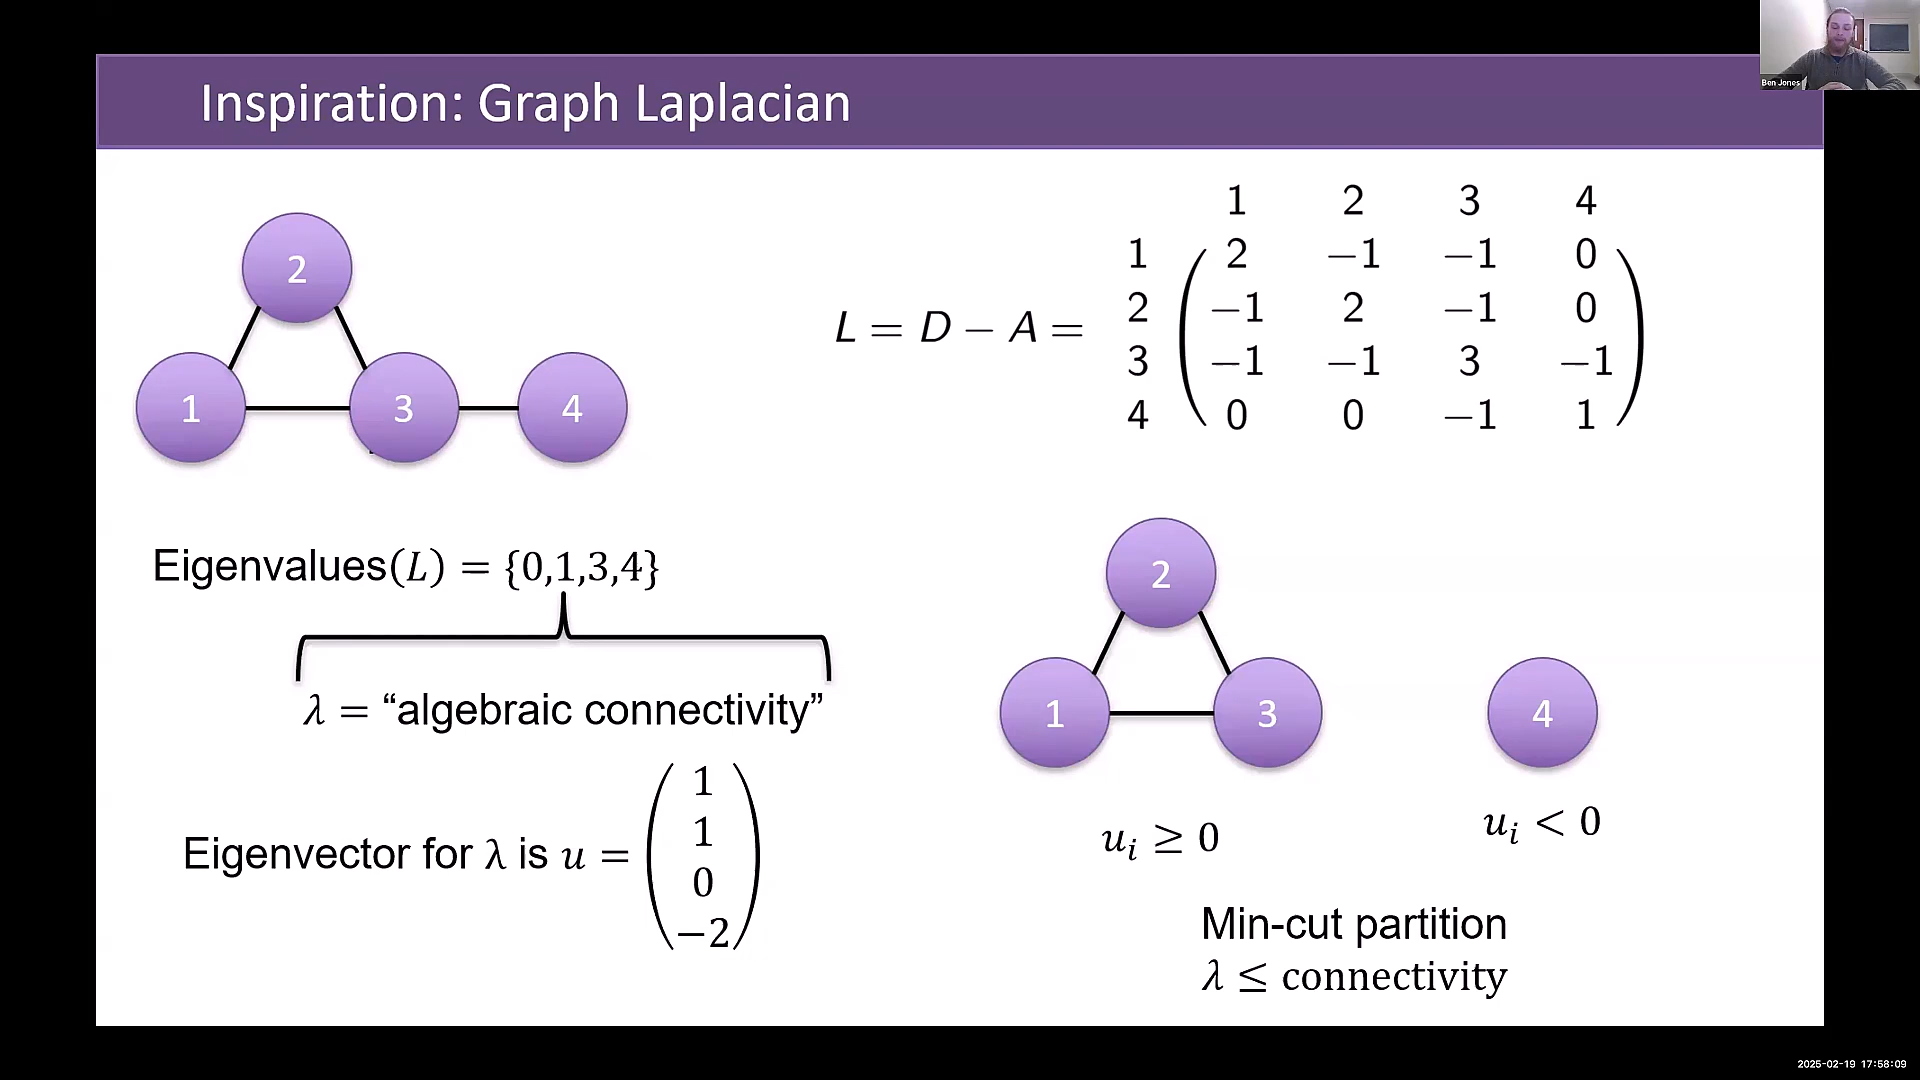 Ben Jones
Inspiration: Graph Laplacian
2
1
3
4
L = D − A =
1 2 3 4
1 2 −1 −1 0
2 −1 2 −1 0
3 −1 −1 3 −1
4 0 0 −1 1
Eigenvalues(L) = {0,1,3,4}
λ = “algebraic connectivity”
Eigenvector for λ is u =
1
1
0
−2
2
1
3
4
uᵢ ≥ 0
uᵢ < 0
Min-cut partition
λ ≤ connectivity
2025-02-19 17:58:09